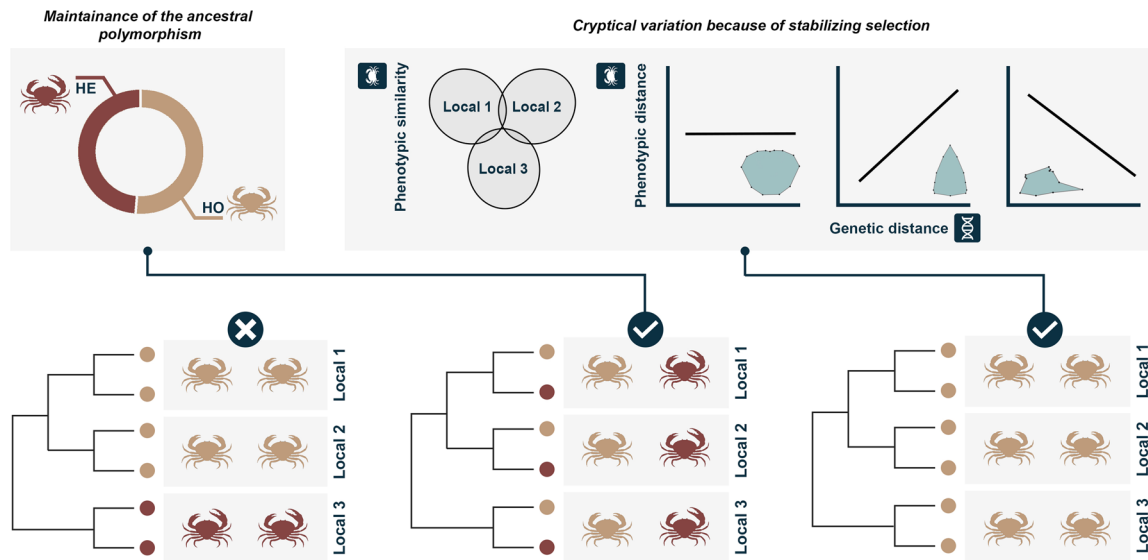 Maintainance of the ancestral
polymorphism
Cryptical variation because of stabilizing selection
HE
HO
Phenotypic similarity
Local 1
Local 2
Local 3
Phenotypic distance
Genetic distance
Local 1
Local 2
Local 3
Local 1
Local 2
Local 3
Local 1
Local 2
Local 3